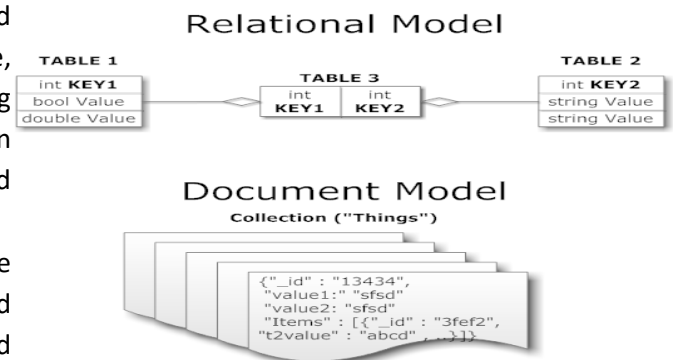 Relational Model
TABLE 1
int KEY1
bool Value
double Value
TABLE 3
int KEY1
int KEY2
TABLE 2
int KEY2
string Value
string Value
Document Model
Collection ("Things")
{"_id" : "13434",
"value1:" "sfsd"
"value2: "sfsd"
"Items" : [{"_id" : "3fef2",
"t2value" : "abcd" , ..}]}